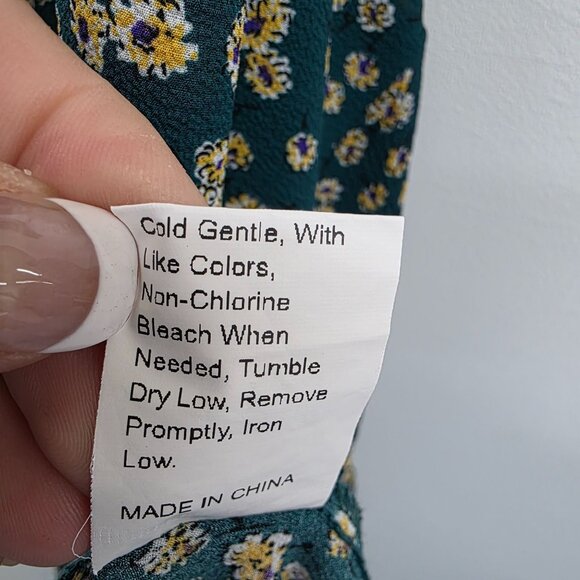 Cold Gentle, With
Like Colors,
Non-Chlorine
Bleach When
Needed, Tumble
Dry Low, Remove
Promptly, Iron
Low.
MADE IN CHINA